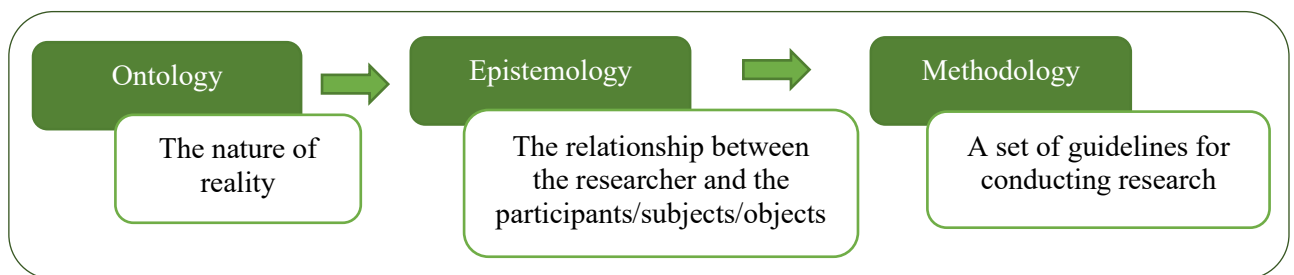 Ontology
The nature of
reality
Epistemology
The relationship between
the researcher and the
participants/subjects/objects
Methodology
A set of guidelines for
conducting research